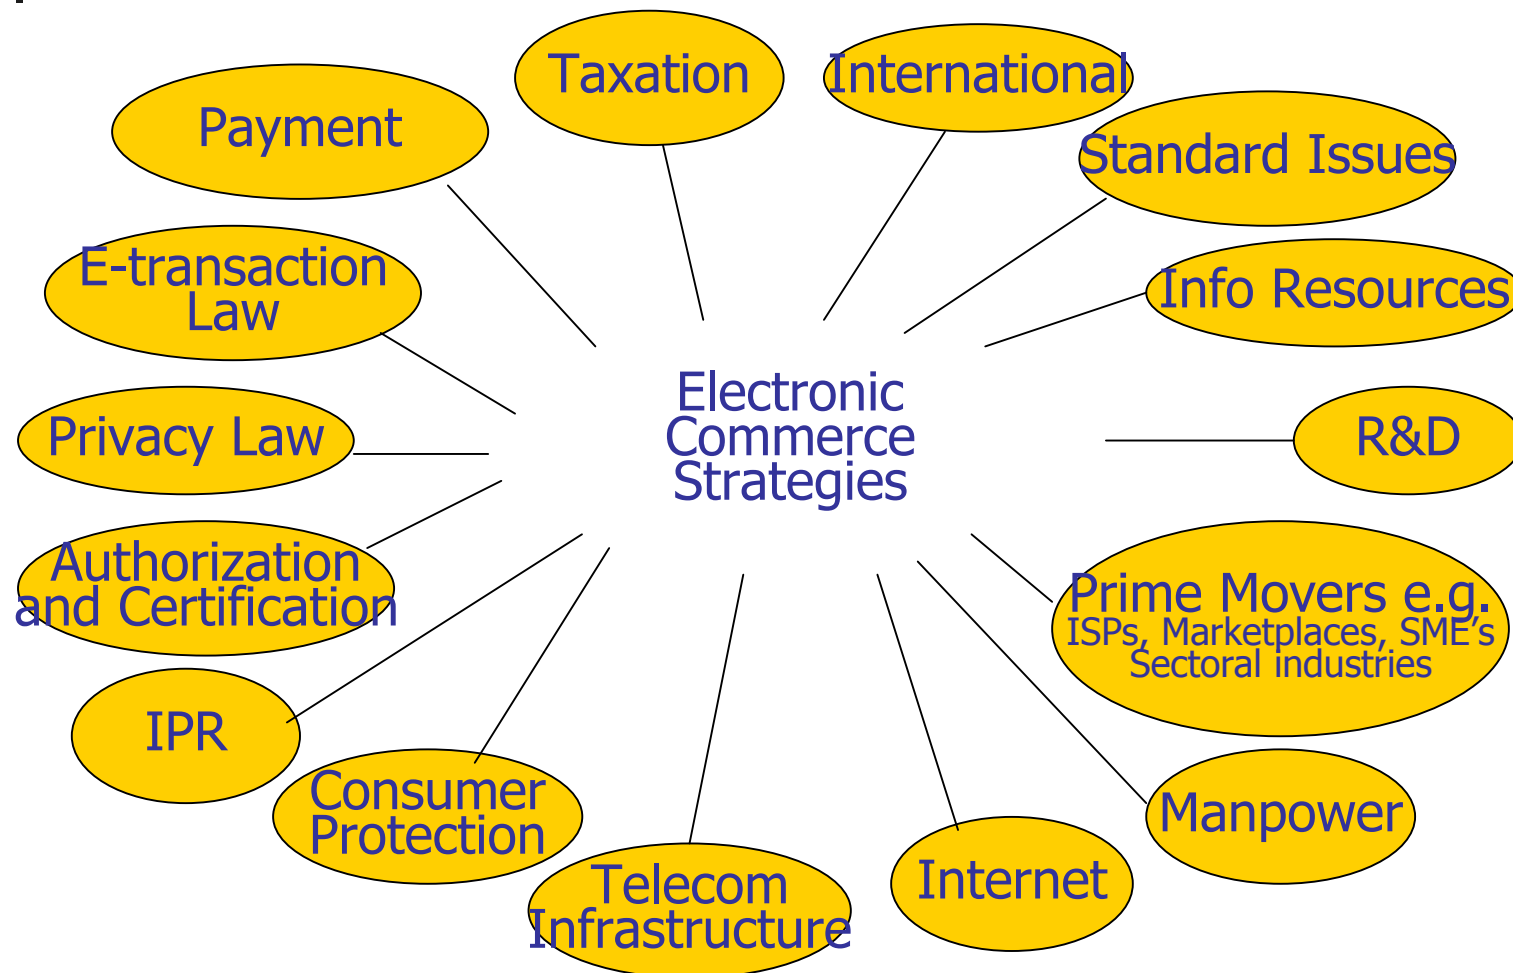 Taxation
International
Payment
Standard Issues
E-transaction
Law
Info Resources
Electronic
Commerce
Strategies
Privacy Law
R&D
Authorization
and Certification
Prime Movers e.g.
ISPs, Marketplaces, SME’s
Sectoral industries
IPR
Consumer
Protection
Manpower
Telecom
Infrastructure
Internet